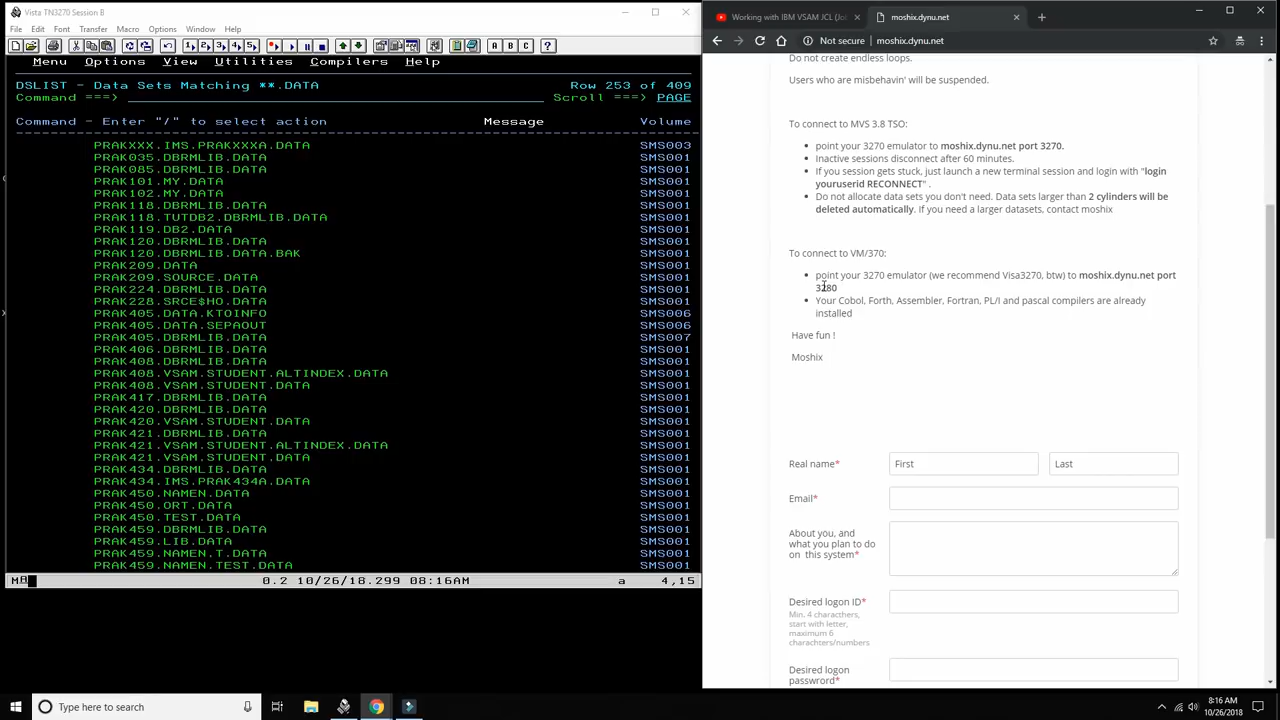 Vista TN3270 Session B
File Edit Font Transfer Macro Options Window Help
Menu Options View Utilities Compilers Help
DSLIST - Data Sets Matching **.DATA Row 253 of 409
Command ===> Scroll ===> PAGE
Command - Enter "/" to select action Message Volume
PRAKXXX.IMS.PRAKXXXA.DATA SMS003
PRAK035.DBRMLIB.DATA SMS001
PRAK085.DBRMLIB.DATA SMS001
PRAK101.MY.DATA SMS001
PRAK102.MY.DATA SMS001
PRAK118.DBRMLIB.DATA SMS001
PRAK118.TUTDB2.DBRMLIB.DATA SMS001
PRAK119.DB2.DATA SMS001
PRAK120.DBRMLIB.DATA SMS001
PRAK120.DBRMLIB.DATA.BAK SMS001
PRAK209.DATA SMS001
PRAK209.SOURCE.DATA SMS001
PRAK224.DBRMLIB.DATA SMS001
PRAK228.SRCE$HO.DATA SMS001
PRAK405.DATA.KTOINFO SMS006
PRAK405.DATA.SEPAOUT SMS006
PRAK405.DBRMLIB.DATA SMS007
PRAK406.DBRMLIB.DATA SMS001
PRAK408.DBRMLIB.DATA SMS001
PRAK408.VSAM.STUDENT.ALTINDEX.DATA SMS001
PRAK408.VSAM.STUDENT.DATA SMS001
PRAK417.DBRMLIB.DATA SMS001
PRAK420.DBRMLIB.DATA SMS001
PRAK420.VSAM.STUDENT.DATA SMS001
PRAK421.DBRMLIB.DATA SMS001
PRAK421.VSAM.STUDENT.ALTINDEX.DATA SMS001
PRAK421.VSAM.STUDENT.DATA SMS001
PRAK434.DBRMLIB.DATA SMS001
PRAK434.IMS.PRAK434A.DATA SMS001
PRAK450.NAMEN.DATA SMS001
PRAK450.ORT.DATA SMS001
PRAK450.TEST.DATA SMS001
PRAK459.DBRMLIB.DATA SMS001
PRAK459.LIB.DATA SMS001
PRAK459.NAMEN.T.DATA SMS001
PRAK459.NAMEN.TEST.DATA SMS001
0.2 10/26/18.299 08:16AM a 4,15
Working with IBM VSAM JCL (Jo
moshix.dynu.net
Not secure moshix.dynu.net
Do not create endless loops.
Users who are misbehavin' will be suspended.
To connect to MVS 3.8 TSO:
point your 3270 emulator to moshix.dynu.net port 3270.
Inactive sessions disconnect after 60 minutes.
If you session gets stuck, just launch a new terminal session and login with "login
youruserid RECONNECT" .
Do not allocate data sets you don't need. Data sets larger than 2 cylinders will be
deleted automatically. If you need a larger datasets, contact moshix
To connect to VM/370:
point your 3270 emulator (we recommend Visa3270, btw) to moshix.dynu.net port
3280
Your Cobol, Forth, Assembler, Fortran, PL/I and pascal compilers are already
installed
Have fun !
Moshix
Real name* First Last
Email*
About you, and
what you plan to do
on this system*
Desired logon ID*
Min. 4 characthers,
start with letter,
maximum 6
charachters/numbers
Desired logon
passwrord*
Type here to search
8:16 AM
10/26/2018